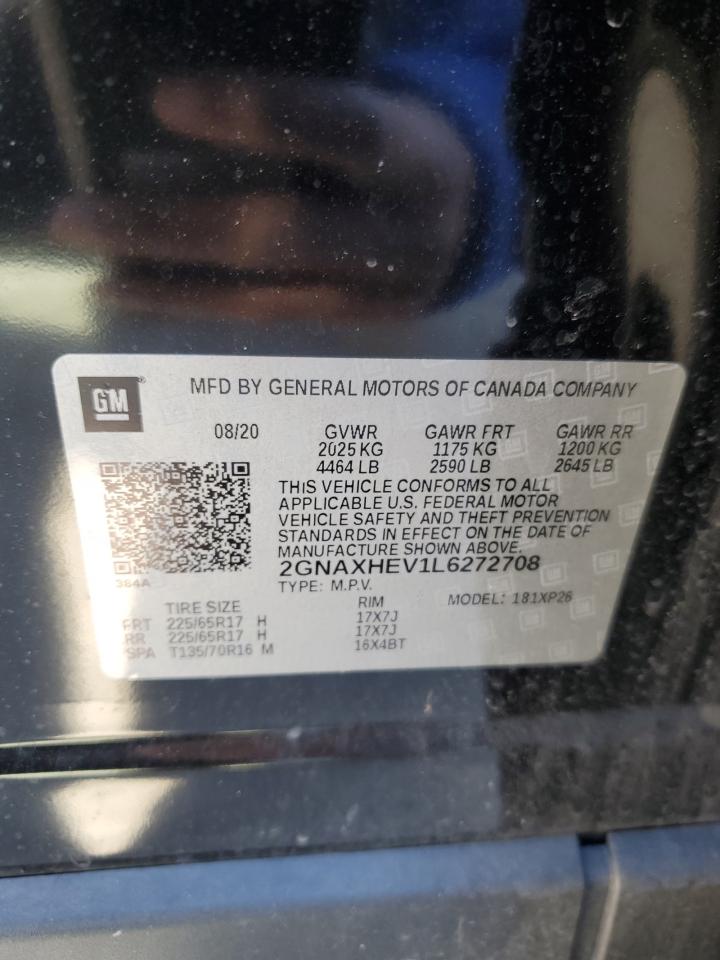 GM
MFD BY GENERAL MOTORS OF CANADA COMPANY
08/20 GVWR GAWR FRT GAWR RR
2025 KG 1175 KG 1200 KG
4464 LB 2590 LB 2645 LB
THIS VEHICLE CONFORMS TO ALL
APPLICABLE U.S. FEDERAL MOTOR
VEHICLE SAFETY AND THEFT PREVENTION
STANDARDS IN EFFECT ON THE DATE OF
MANUFACTURE SHOWN ABOVE.
2GNAXHEV1L6272708
384A
TYPE: M.P.V.
MODEL: 181XP26
TIRE SIZE RIM
FRT 225/65R17 H 17X7J
RR 225/65R17 H 17X7J
SPA T135/70R16 M 16X4BT